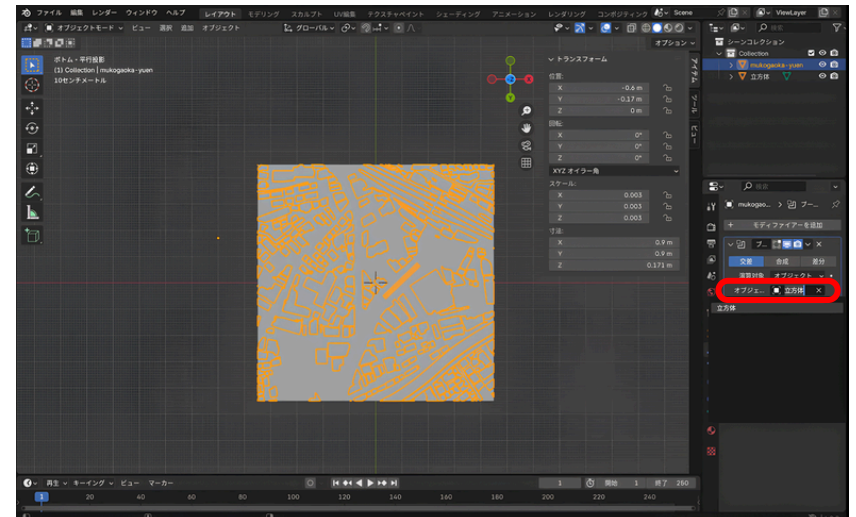 ファイル 編集 レンダー ウィンドウ ヘルプ レイアウト モデリング スカルプト UV編集 テクスチャペイント シェーディング アニメーション レンダリング コンポジティング Scene ViewLayer
オブジェクトモード ビュー 選択 追加 オブジェクト グローバル 検索
オプション
ボトム・平行投影
(1) Collection | mukogaoka-yuen
10センチメートル
トランスフォーム
位置:
X -0.6 m
Y -0.17 m
Z 0 m
回転:
X 0°
Y 0°
Z 0°
XYZ オイラー角
スケール:
X 0.003
Y 0.003
Z 0.003
寸法:
X 0.9 m
Y 0.9 m
Z 0.171 m
アイテム
ツール
ビュー
シーンコレクション
Collection
mukogaoka-yuen
立方体
検索
mukogao... ブー...
+ モディファイアーを追加
ブ...
交差 合成 差分
演算対象 オブジェクト
オブジェ... 立方体
立方体
再生 キーイング ビュー マーカー 1 開始 1 終了 250
1 20 40 60 80 100 120 140 160 180 200 220 240